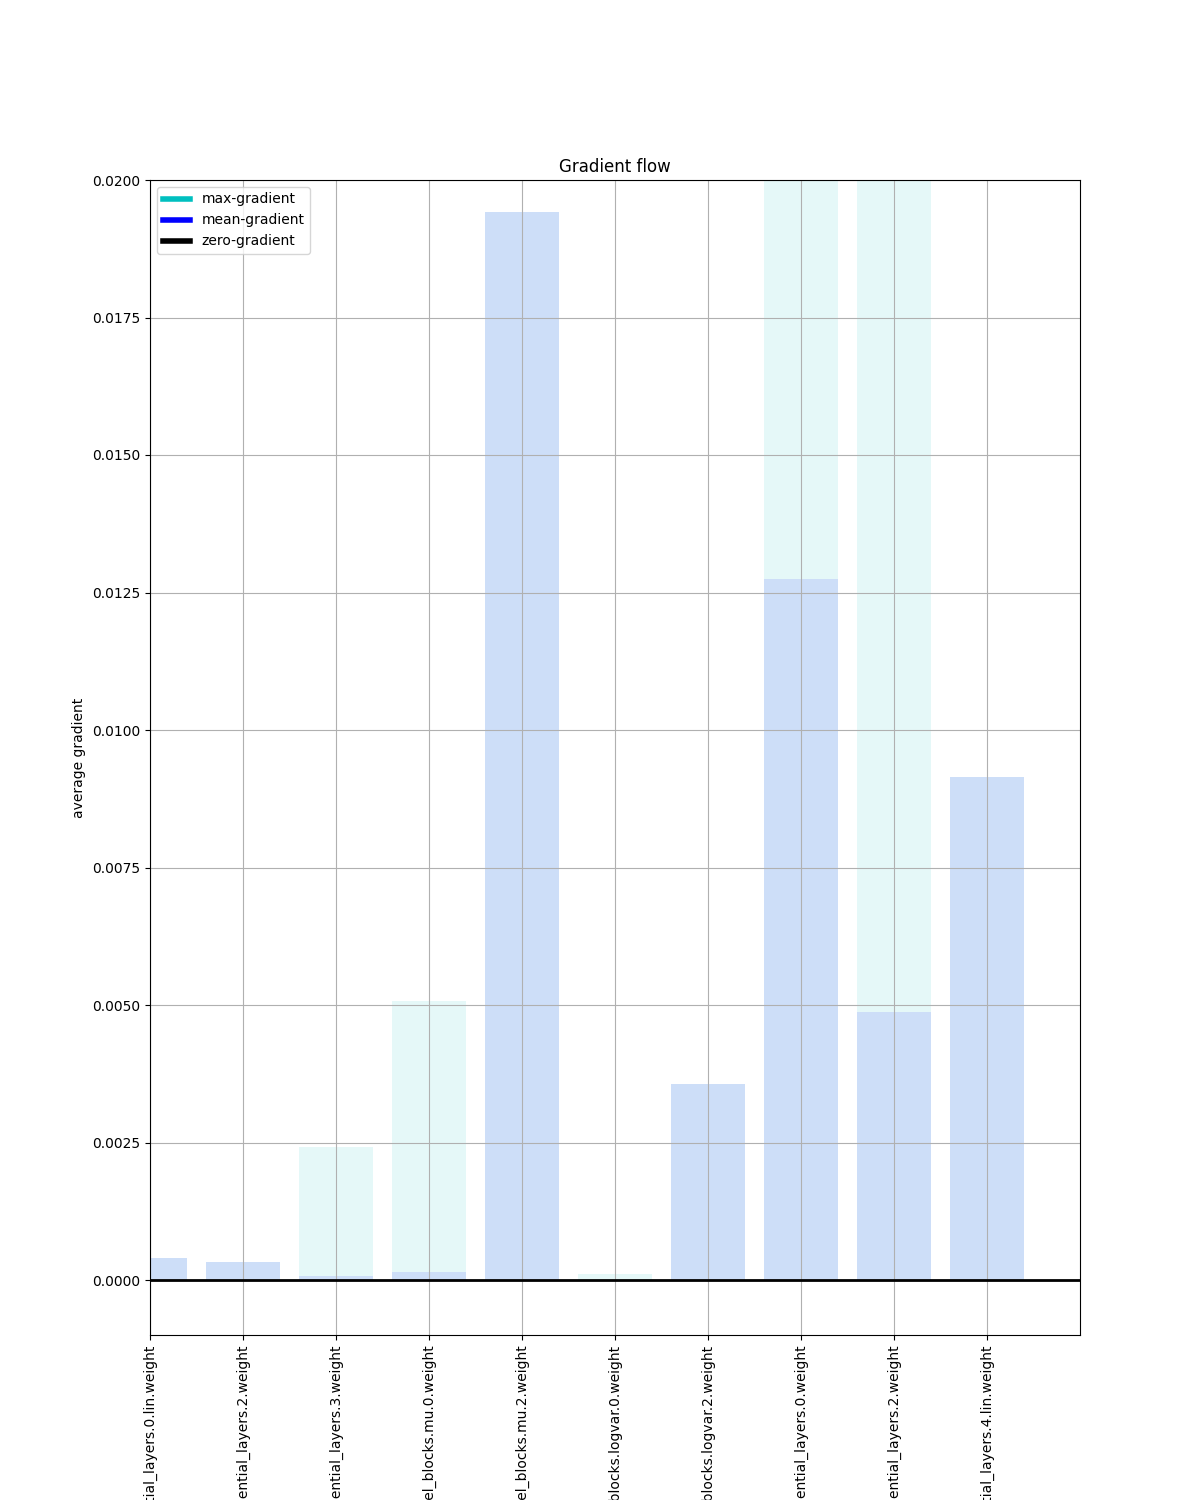 Gradient flow
max-gradient
mean-gradient
zero-gradient
0.0200
0.0175
0.0150
0.0125
0.0100
0.0075
0.0050
0.0025
0.0000
average gradient
tial_layers.0.lin.weight
ential_layers.2.weight
ential_layers.3.weight
el_blocks.mu.0.weight
el_blocks.mu.2.weight
blocks.logvar.0.weight
blocks.logvar.2.weight
ential_layers.0.weight
ential_layers.2.weight
tial_layers.4.lin.weight